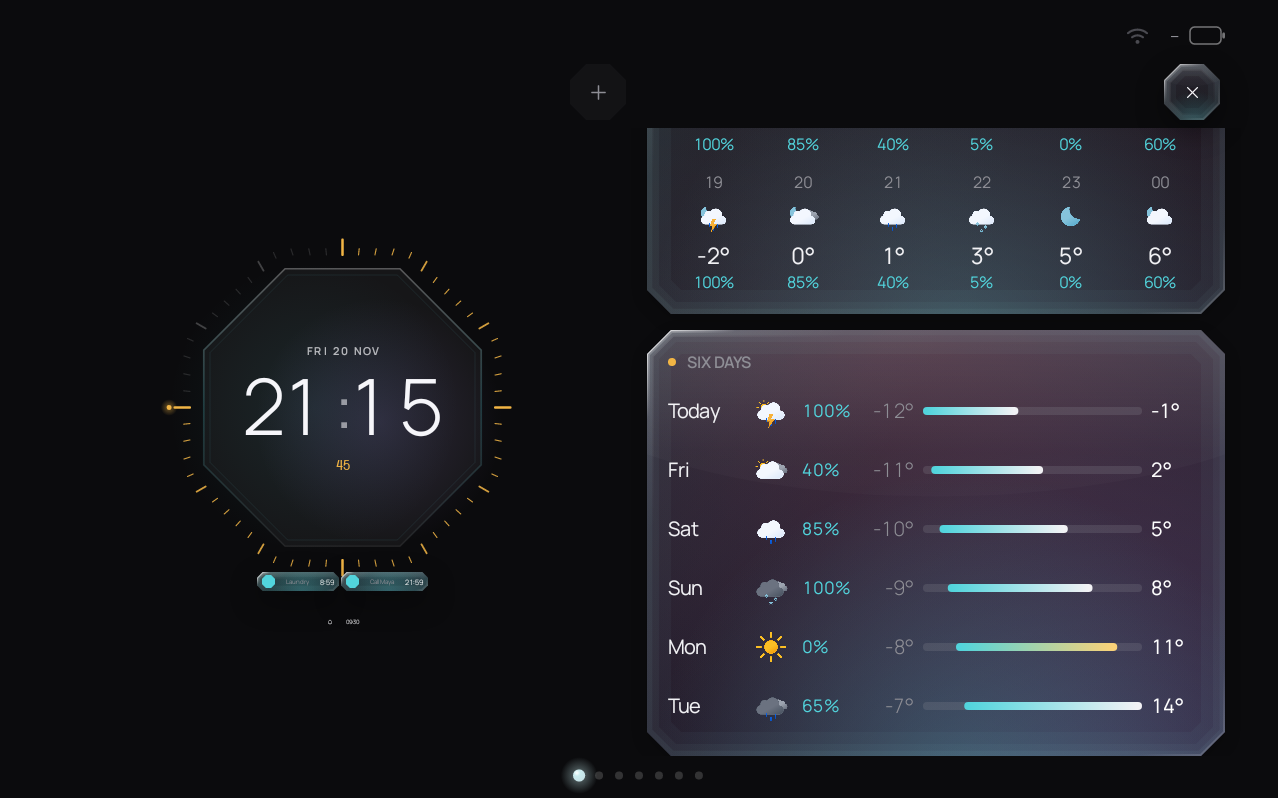 –
+
100% 85% 40% 5% 0% 60%
19 20 21 22 23 00
-2° 0° 1° 3° 5° 6°
100% 85% 40% 5% 0% 60%
FRI 20 NOV
21:15
45
Laundry 8:59 Call Maya 21:59
0930
SIX DAYS
Today 100% -12° -1°
Fri 40% -11° 2°
Sat 85% -10° 5°
Sun 100% -9° 8°
Mon 0% -8° 11°
Tue 65% -7° 14°